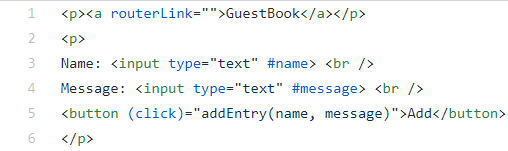 1 <p><a routerLink="">GuestBook</a></p>
2 <p>
3 Name: <input type="text" #name> <br />
4 Message: <input type="text" #message> <br />
5 <button (click)="addEntry(name, message)">Add</button>
6 </p>